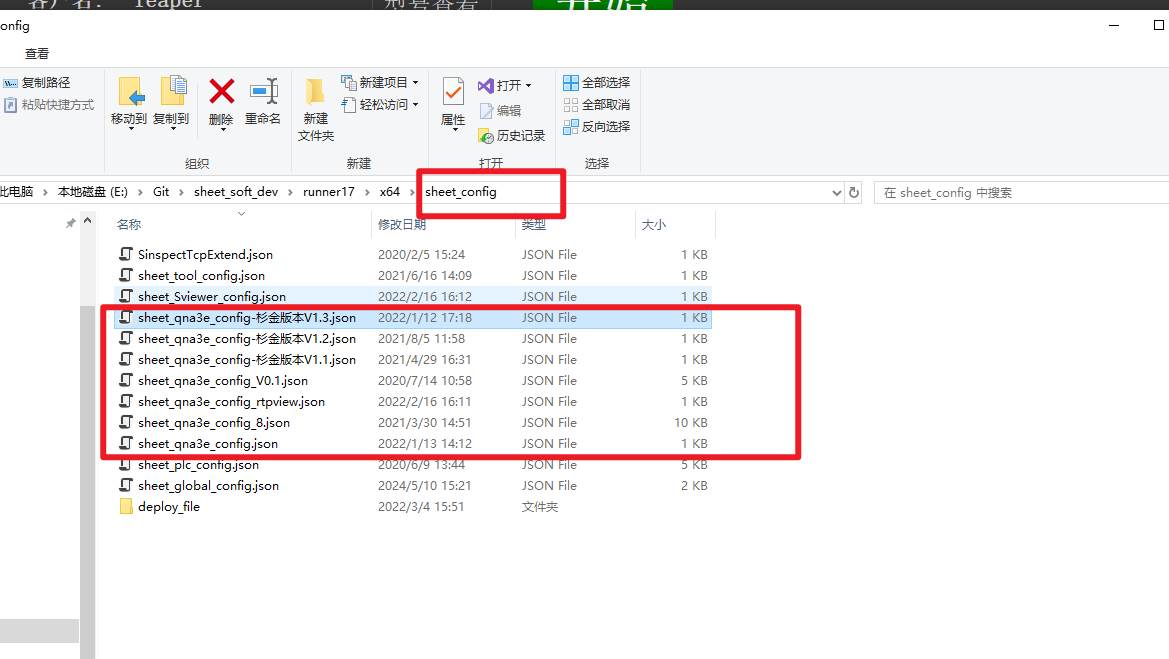 客户名： Teaper
型号查看
开始
onfig
查看
复制路径
粘贴快捷方式
移动到
复制到
删除
重命名
组织
新建
文件夹
新建项目
轻松访问
新建
属性
打开
编辑
历史记录
打开
全部选择
全部取消
反向选择
选择
此电脑 › 本地磁盘 (E:) › Git › sheet_soft_dev › runner17 › x64 › sheet_config
在 sheet_config 中搜索
名称 修改日期 类型 大小
SinspectTcpExtend.json 2020/2/5 15:24 JSON File 1 KB
sheet_tool_config.json 2021/6/16 14:09 JSON File 1 KB
sheet_Sviewer_config.json 2022/2/16 16:12 JSON File 1 KB
sheet_qna3e_config-杉金版本V1.3.json 2022/1/12 17:18 JSON File 1 KB
sheet_qna3e_config-杉金版本V1.2.json 2021/8/5 11:58 JSON File 1 KB
sheet_qna3e_config-杉金版本V1.1.json 2021/4/29 16:31 JSON File 1 KB
sheet_qna3e_config_V0.1.json 2020/7/14 10:58 JSON File 5 KB
sheet_qna3e_config_rtpview.json 2022/2/16 16:11 JSON File 1 KB
sheet_qna3e_config_8.json 2021/3/30 14:51 JSON File 10 KB
sheet_qna3e_config.json 2022/1/13 14:12 JSON File 1 KB
sheet_plc_config.json 2020/6/9 13:44 JSON File 5 KB
sheet_global_config.json 2024/5/10 15:21 JSON File 2 KB
deploy_file 2022/3/4 15:51 文件夹